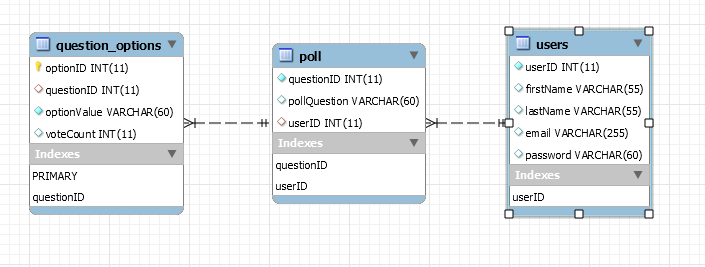 question_options
optionID INT(11)
questionID INT(11)
optionValue VARCHAR(60)
voteCount INT(11)
Indexes
PRIMARY
questionID
poll
questionID INT(11)
pollQuestion VARCHAR(60)
userID INT(11)
Indexes
questionID
userID
users
userID INT(11)
firstName VARCHAR(55)
lastName VARCHAR(55)
email VARCHAR(255)
password VARCHAR(60)
Indexes
userID